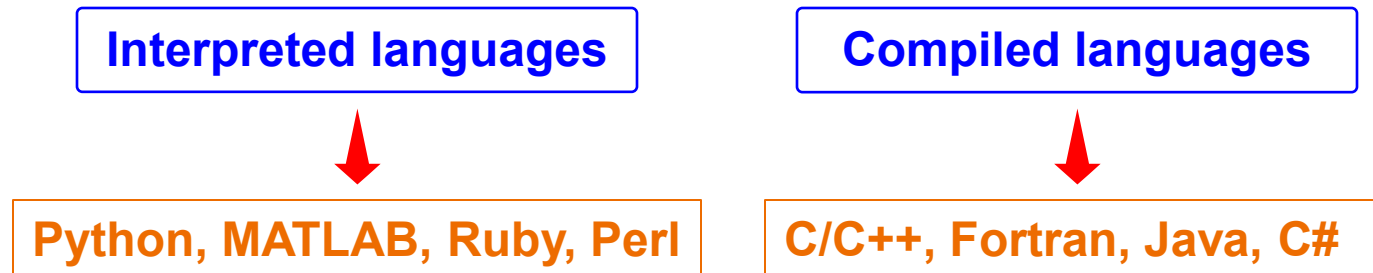 Interpreted languages
Compiled languages
Python, MATLAB, Ruby, Perl
C/C++, Fortran, Java, C#